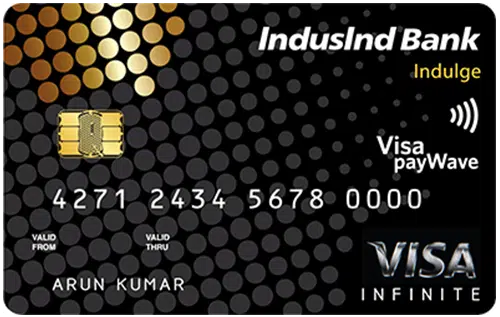 IndusInd Bank
Indulge
Visa
payWave
4271 2434 5678 0000
VALID
FROM
VALID
THRU
ARUN KUMAR
VISA
INFINITE